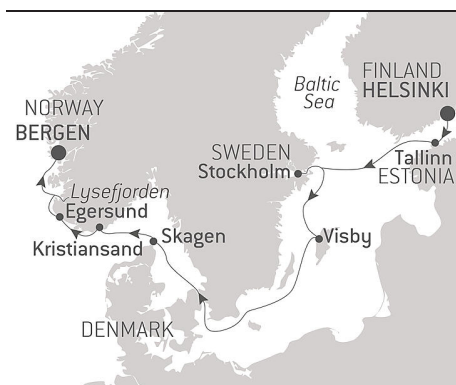 FINLAND
HELSINKI
Baltic
Sea
NORWAY
BERGEN
SWEDEN
Stockholm
Tallinn
ESTONIA
Lysefjorden
Egersund
Kristiansand
Skagen
Visby
DENMARK